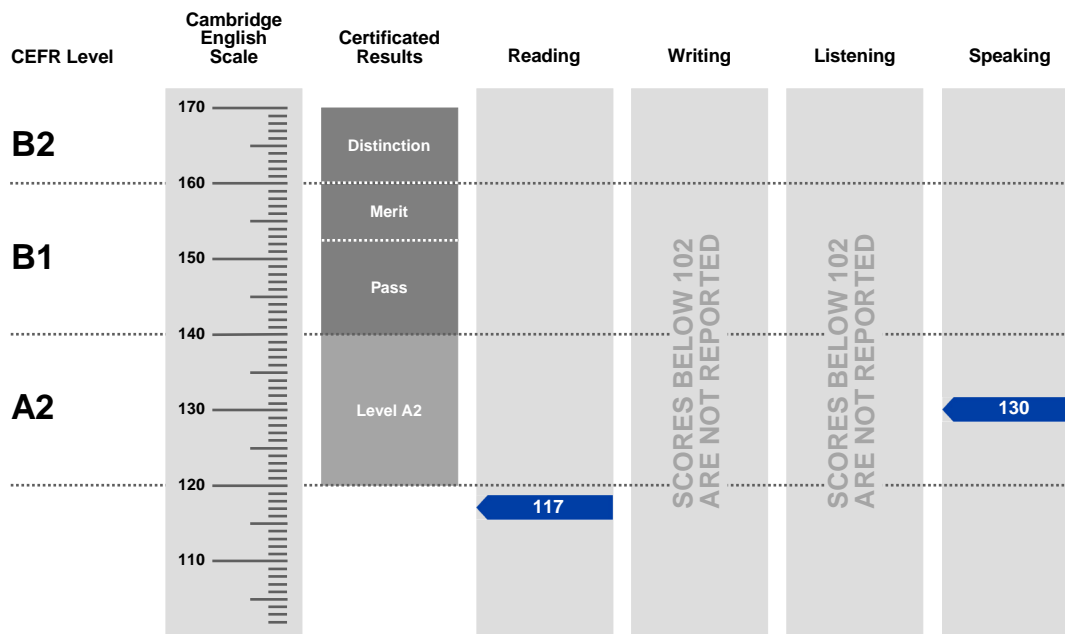 CEFR Level
Cambridge
English
Scale
Certificated
Results
Reading
Writing
Listening
Speaking
170
B2
Distinction
160
Merit
B1
150
Pass
140
SCORES BELOW 102
ARE NOT REPORTED
SCORES BELOW 102
ARE NOT REPORTED
A2
130
Level A2
130
120
117
110